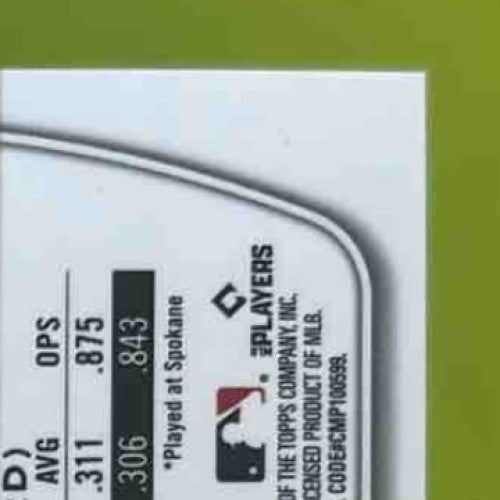 D)
AVG OPS
.311 .875
.306 .843
*Played at Spokane
PLAYERS
OF THE TOPPS COMPANY, INC.
CENSED PRODUCT OF MLB.
CODE#CMP100599.